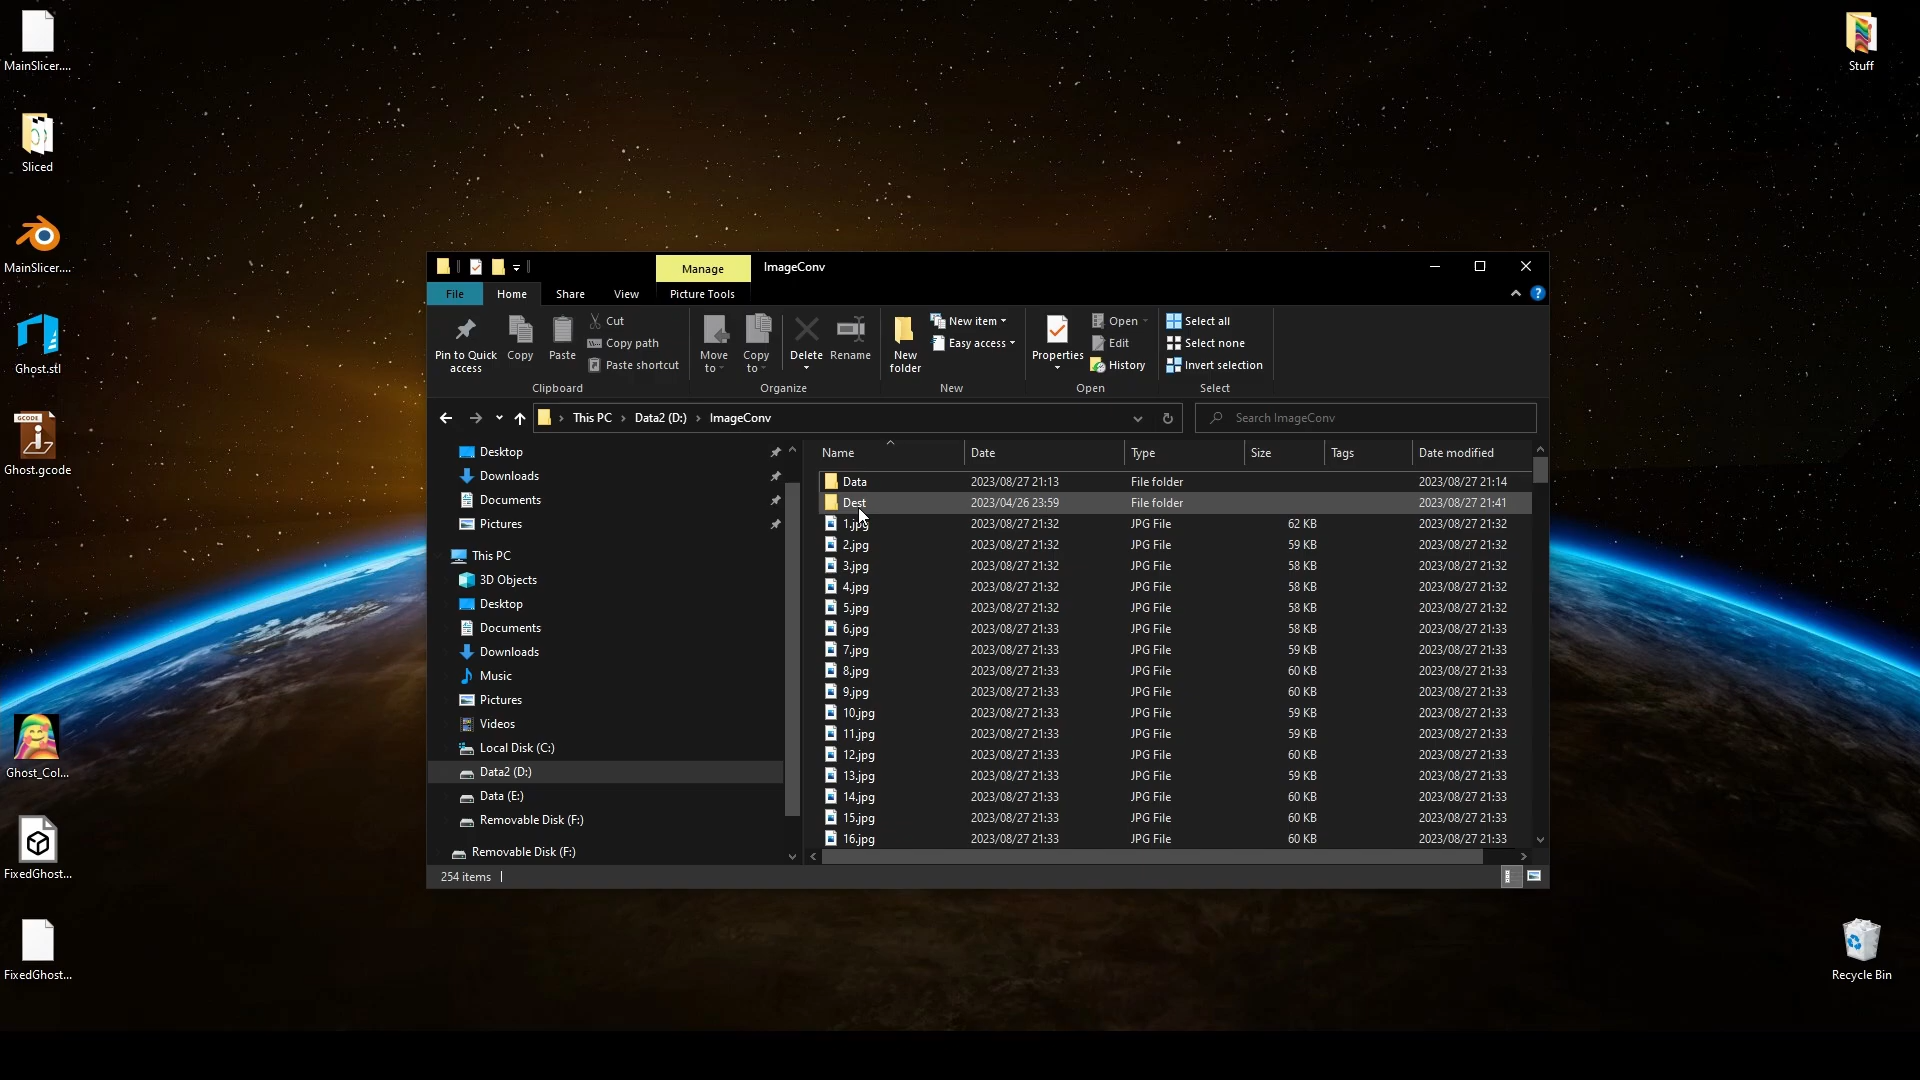 MainSlicer....
Sliced
MainSlicer....
Ghost.stl
GCODE
Ghost.gcode
Ghost_Col...
FixedGhost...
FixedGhost...
Stuff
Recycle Bin
Manage
ImageConv
File
Home
Share
View
Picture Tools
Pin to Quick access
Copy
Paste
Cut
Copy path
Paste shortcut
Clipboard
Move to
Copy to
Delete
Rename
Organize
New folder
New item
Easy access
New
Properties
Open
Edit
History
Open
Select all
Select none
Invert selection
Select
This PC > Data2 (D:) > ImageConv
Search ImageConv
Desktop
Downloads
Documents
Pictures
This PC
3D Objects
Desktop
Documents
Downloads
Music
Pictures
Videos
Local Disk (C:)
Data2 (D:)
Data (E:)
Removable Disk (F:)
Removable Disk (F:)
Name Date Type Size Tags Date modified
Data 2023/08/27 21:13 File folder 2023/08/27 21:14
Dest 2023/04/26 23:59 File folder 2023/08/27 21:41
1.jpg 2023/08/27 21:32 JPG File 62 KB 2023/08/27 21:32
2.jpg 2023/08/27 21:32 JPG File 59 KB 2023/08/27 21:32
3.jpg 2023/08/27 21:32 JPG File 58 KB 2023/08/27 21:32
4.jpg 2023/08/27 21:32 JPG File 58 KB 2023/08/27 21:32
5.jpg 2023/08/27 21:32 JPG File 58 KB 2023/08/27 21:32
6.jpg 2023/08/27 21:33 JPG File 58 KB 2023/08/27 21:33
7.jpg 2023/08/27 21:33 JPG File 59 KB 2023/08/27 21:33
8.jpg 2023/08/27 21:33 JPG File 60 KB 2023/08/27 21:33
9.jpg 2023/08/27 21:33 JPG File 60 KB 2023/08/27 21:33
10.jpg 2023/08/27 21:33 JPG File 59 KB 2023/08/27 21:33
11.jpg 2023/08/27 21:33 JPG File 59 KB 2023/08/27 21:33
12.jpg 2023/08/27 21:33 JPG File 60 KB 2023/08/27 21:33
13.jpg 2023/08/27 21:33 JPG File 59 KB 2023/08/27 21:33
14.jpg 2023/08/27 21:33 JPG File 60 KB 2023/08/27 21:33
15.jpg 2023/08/27 21:33 JPG File 60 KB 2023/08/27 21:33
16.jpg 2023/08/27 21:33 JPG File 60 KB 2023/08/27 21:33
254 items